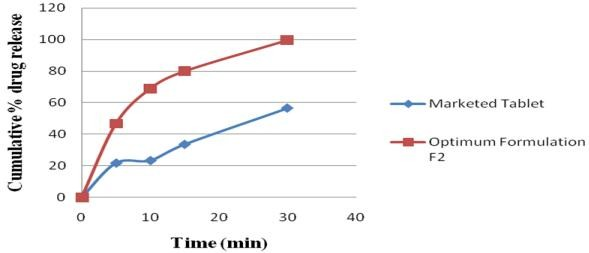 Cumulative % drug release
120
100
80
60
40
20
0
0 10 20 30 40
Time (min)
Marketed Tablet
Optimum Formulation
F2